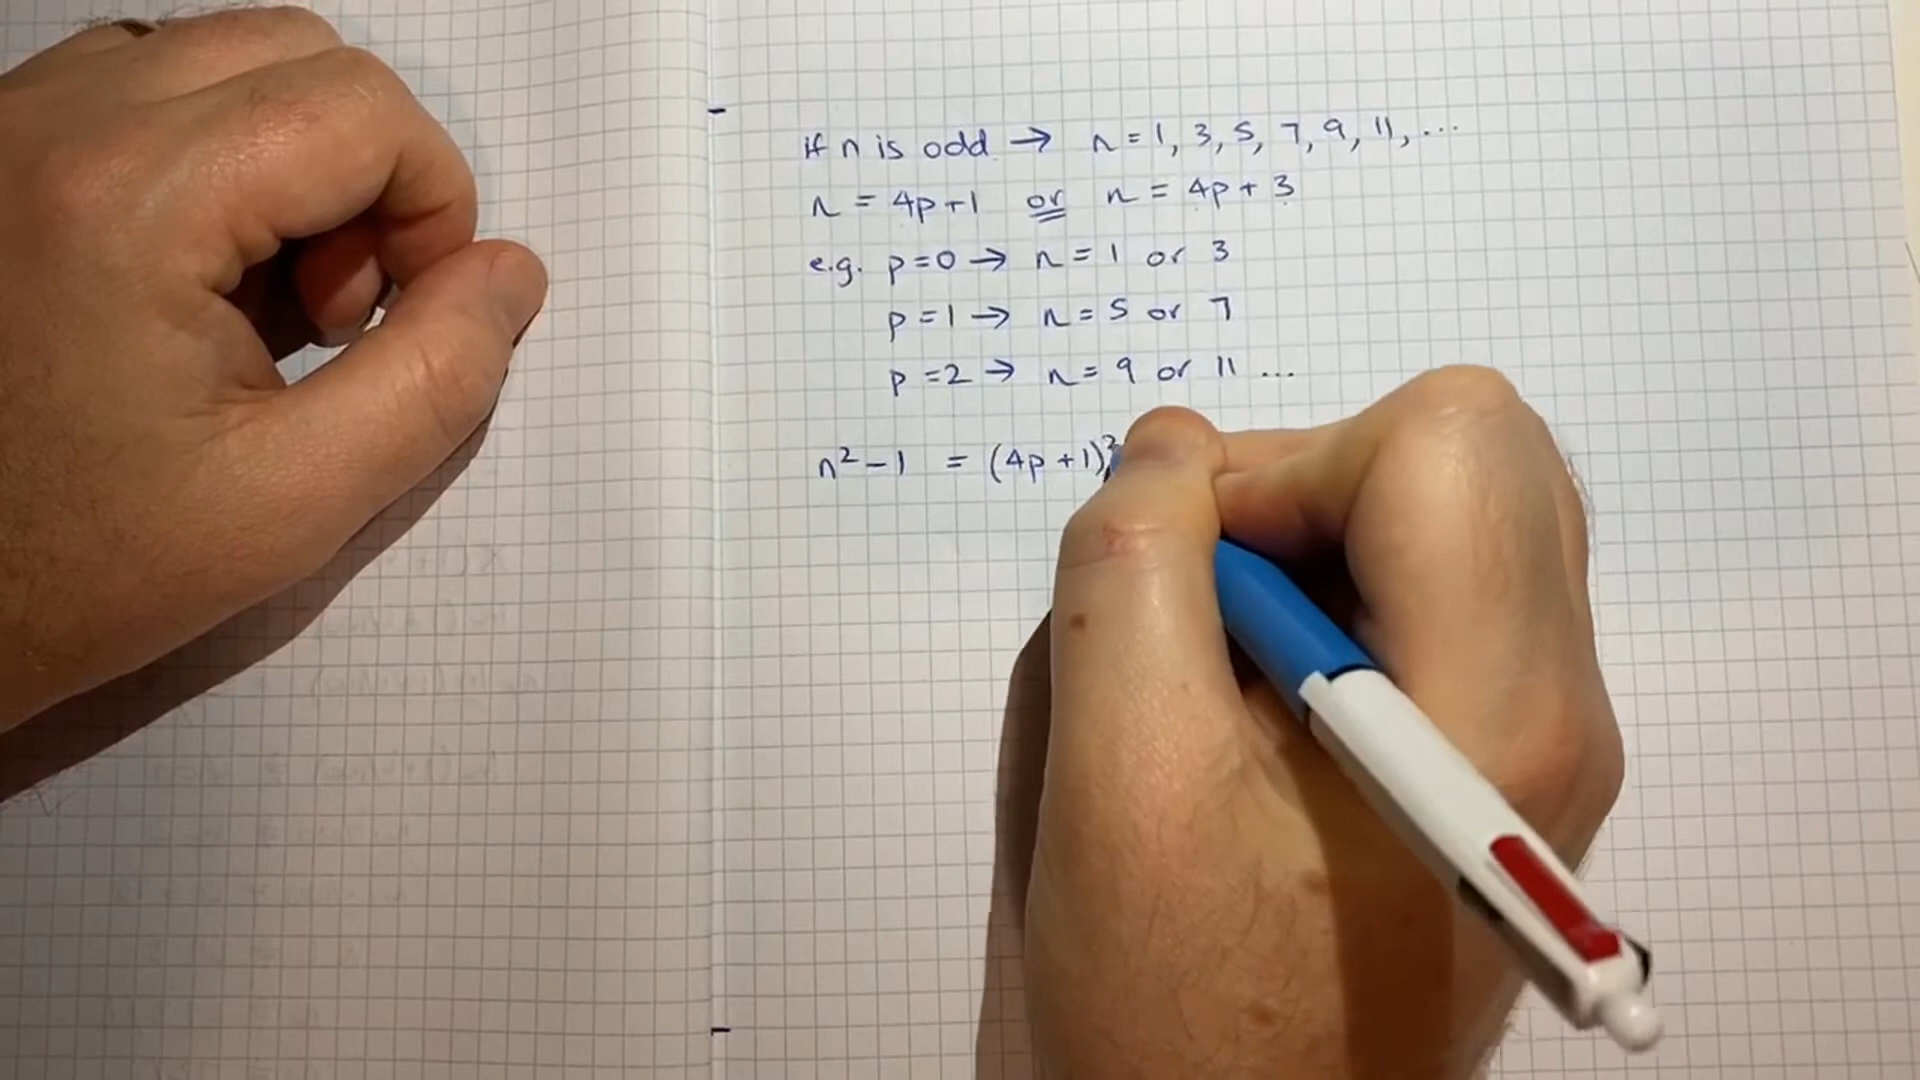 if n is odd → n = 1, 3, 5, 7, 9, 11, ...
n = 4p+1 or n = 4p + 3
e.g. p=0 → n = 1 or 3
p=1 → n = 5 or 7
p=2 → n = 9 or 11 ...
n²-1 = (4p+1)²